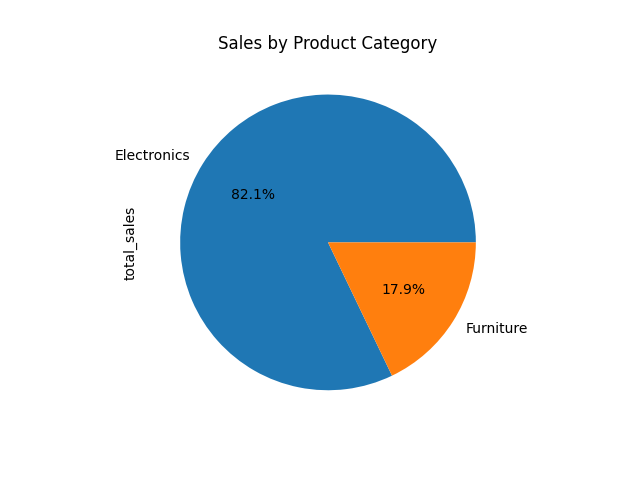 Sales by Product Category
Electronics
82.1%
total_sales
17.9%
Furniture